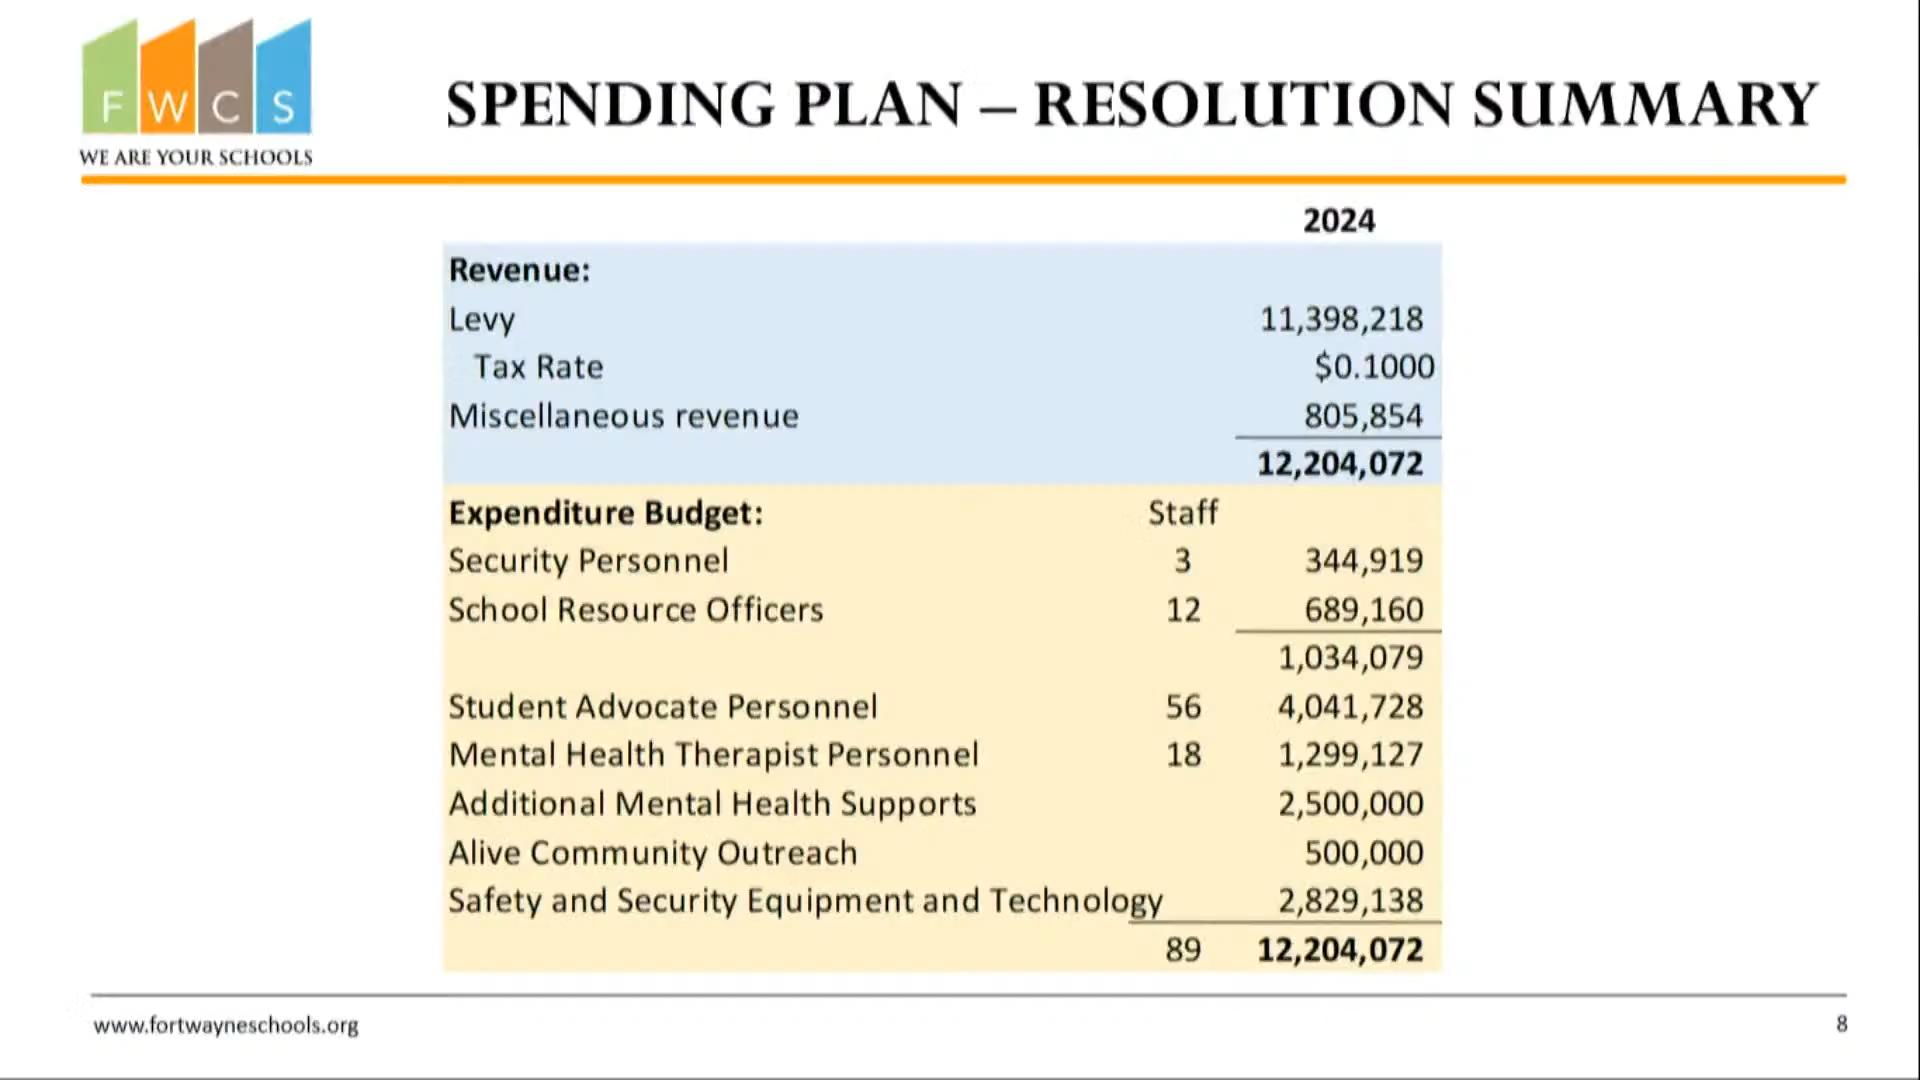 F W C S
WE ARE YOUR SCHOOLS
SPENDING PLAN – RESOLUTION SUMMARY
2024
Revenue:
Levy 11,398,218
Tax Rate $0.1000
Miscellaneous revenue 805,854
12,204,072
Expenditure Budget: Staff
Security Personnel 3 344,919
School Resource Officers 12 689,160
1,034,079
Student Advocate Personnel 56 4,041,728
Mental Health Therapist Personnel 18 1,299,127
Additional Mental Health Supports 2,500,000
Alive Community Outreach 500,000
Safety and Security Equipment and Technology 2,829,138
89 12,204,072
www.fortwayneschools.org 8